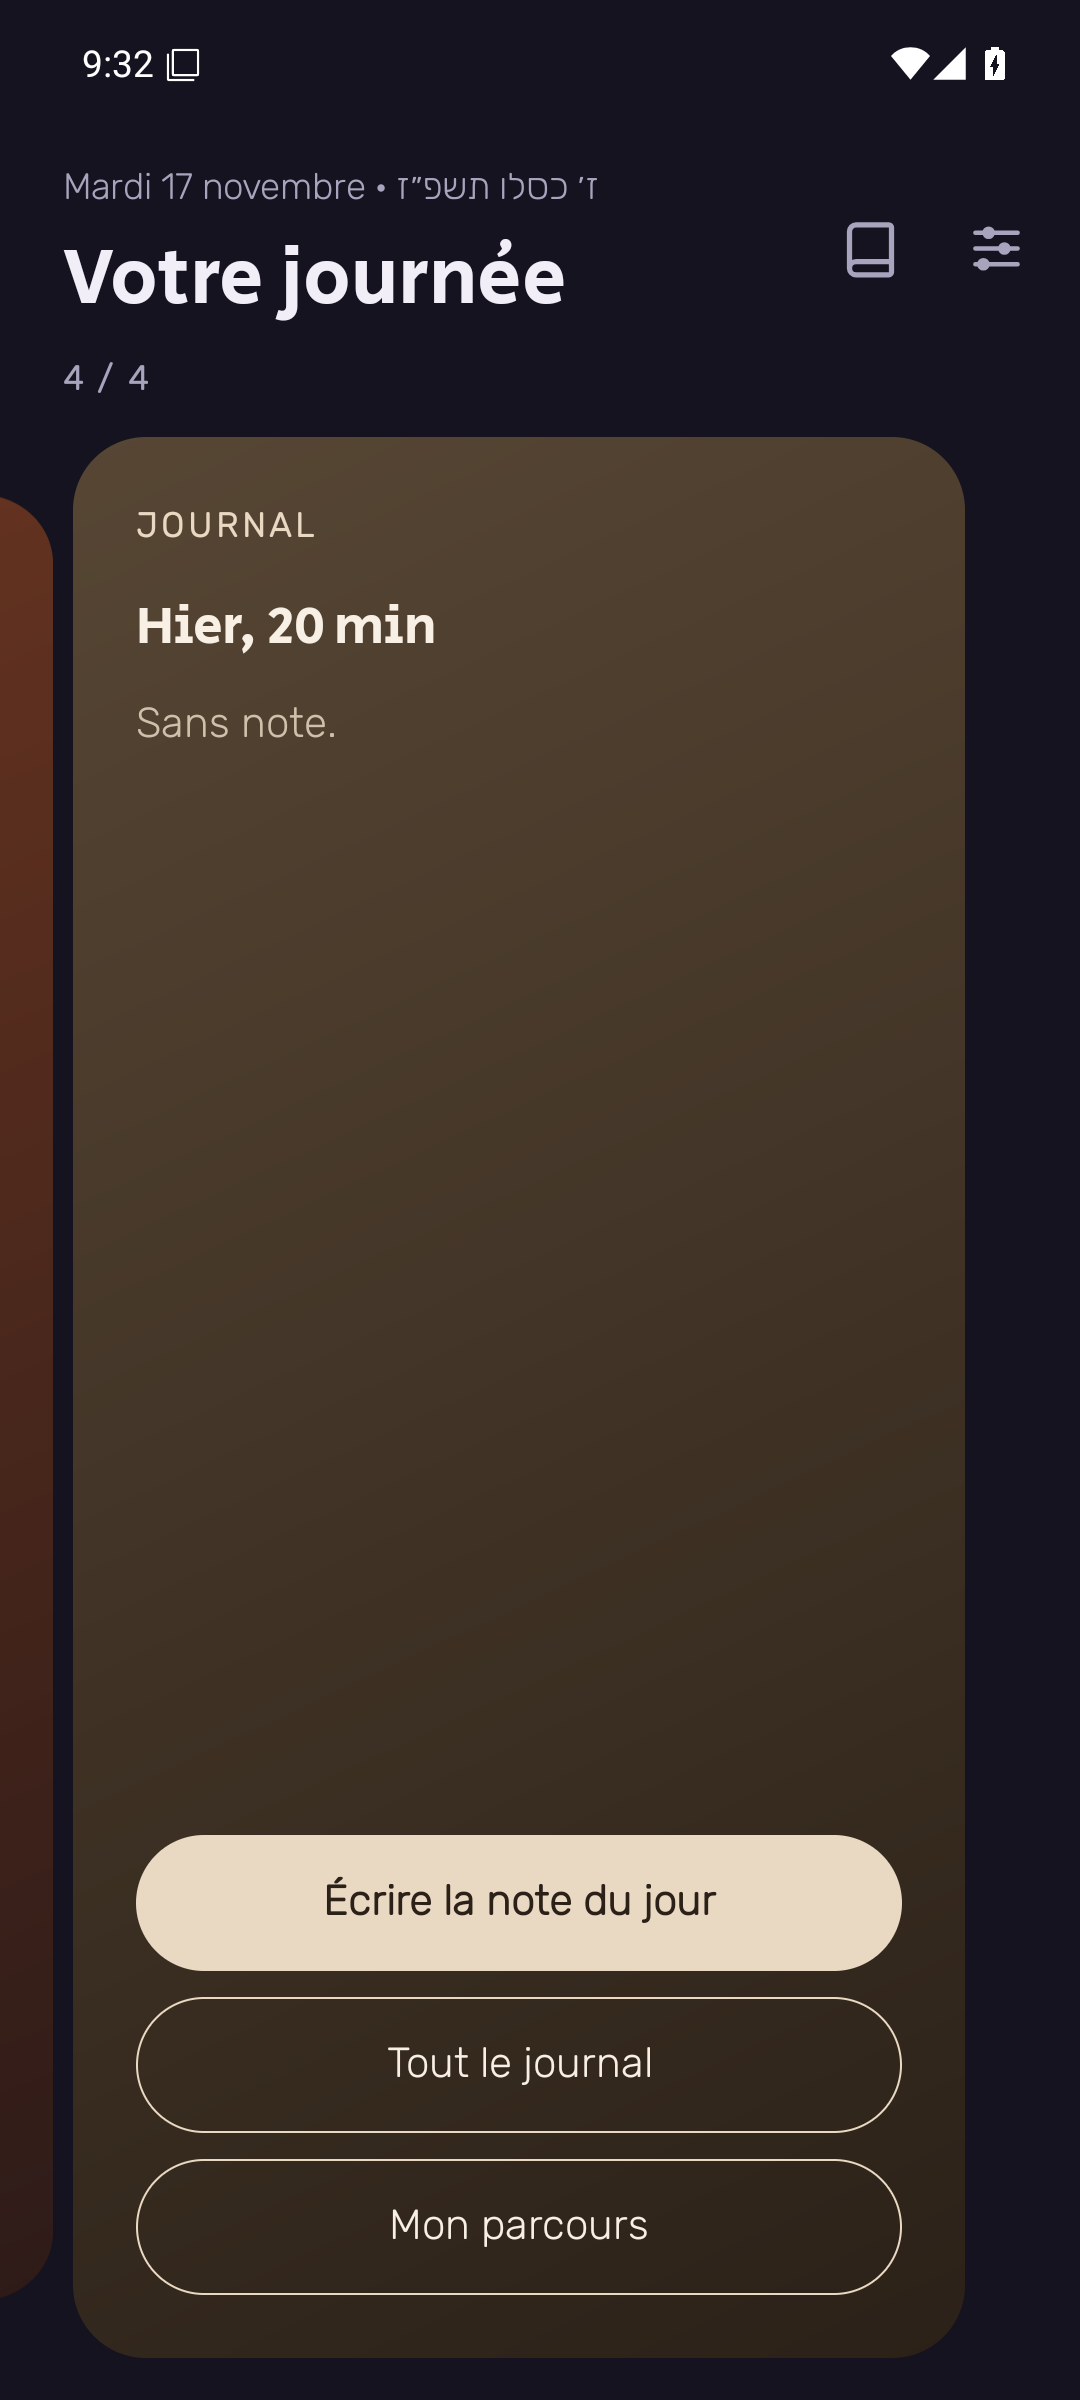 9:32
Mardi 17 novembre • ז׳ כסלו תשפ״ז
Votre journée
4 / 4
JOURNAL
Hier, 20 min
Sans note.
Écrire la note du jour
Tout le journal
Mon parcours